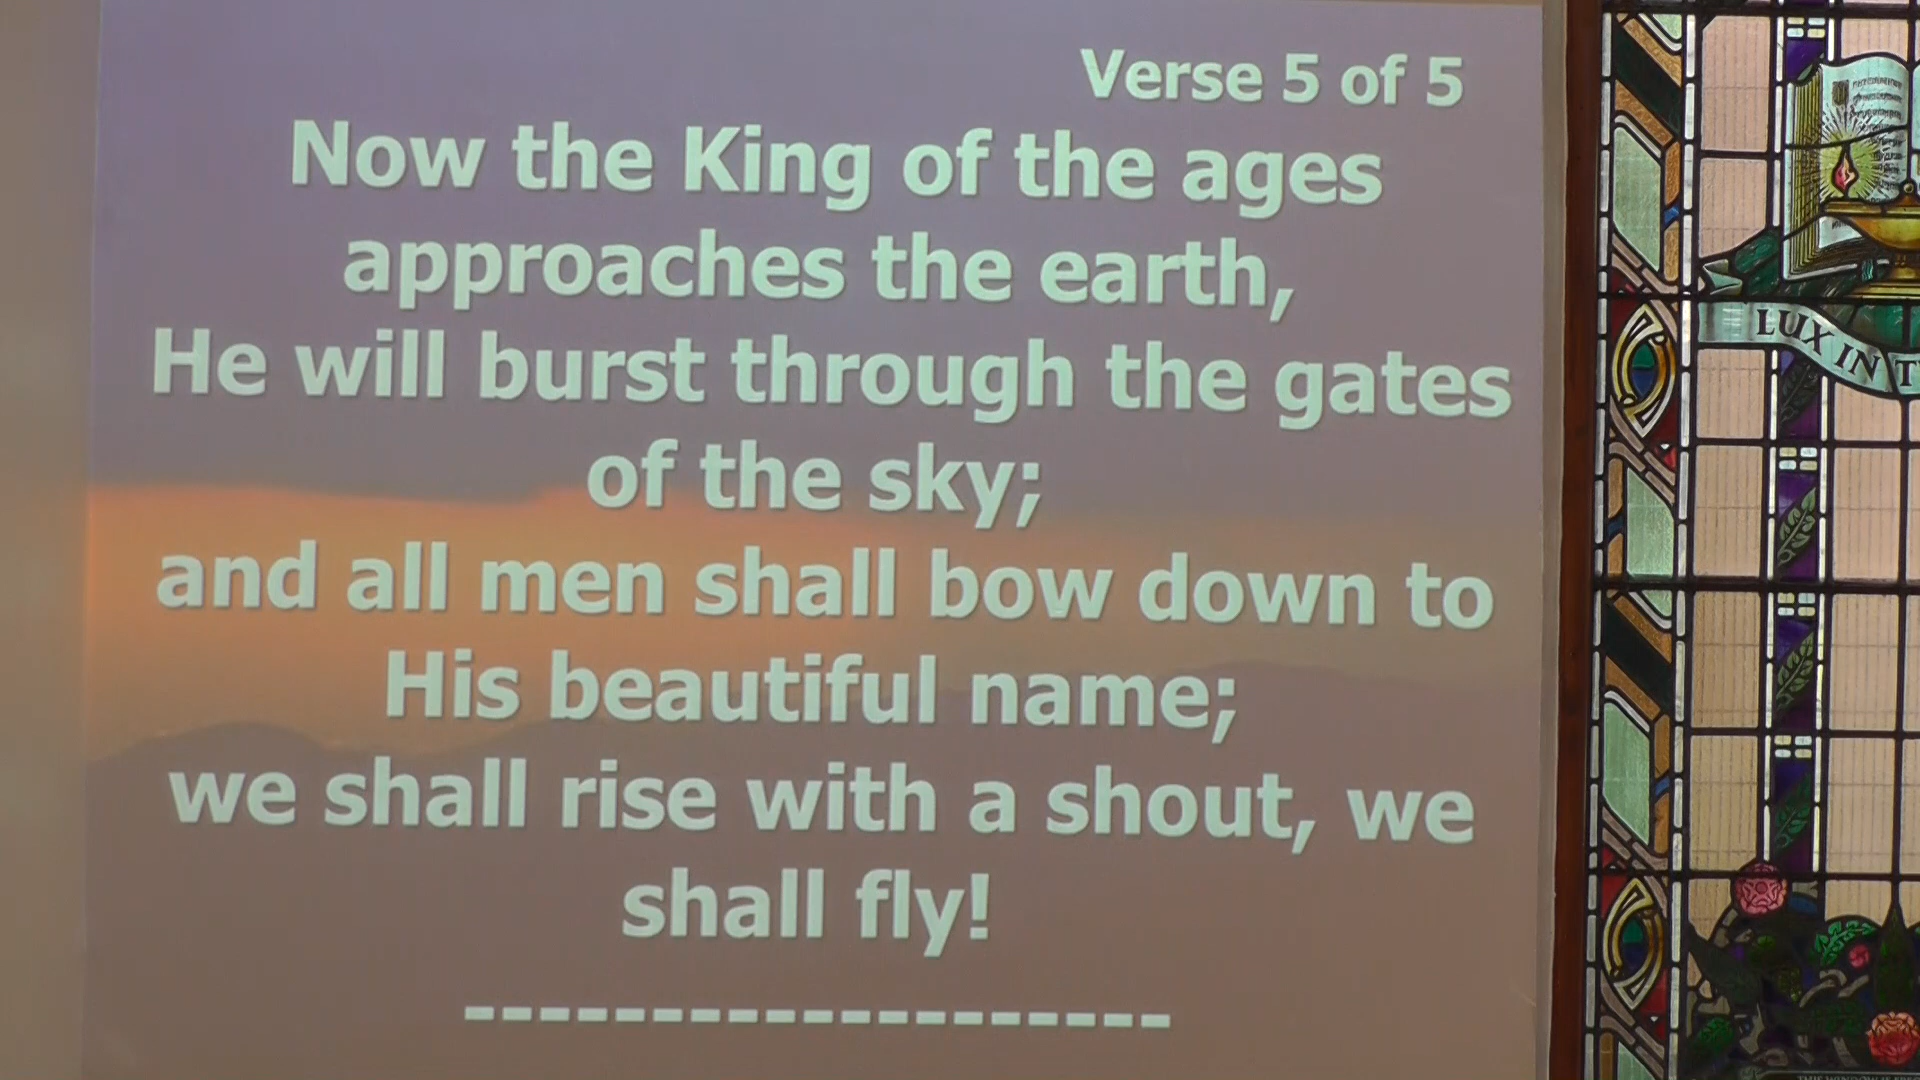 Verse 5 of 5
Now the King of the ages
approaches the earth,
He will burst through the gates
of the sky;
and all men shall bow down to
His beautiful name;
we shall rise with a shout, we
shall fly!
-------------------
LUX IN T